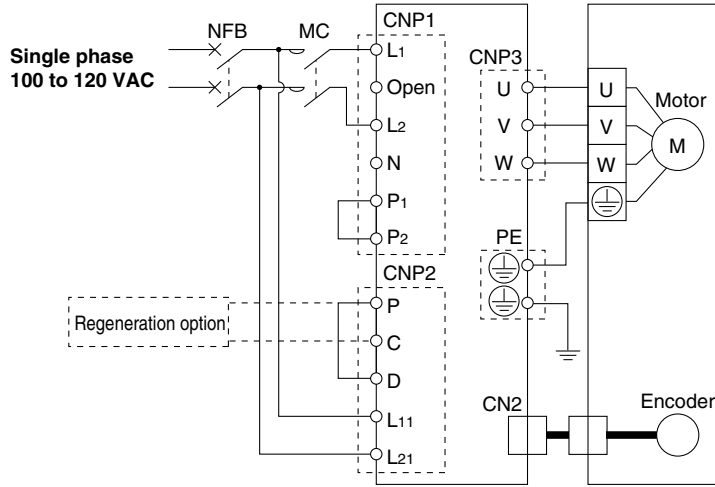 NFB MC CNP1
Single phase
100 to 120 VAC
L1
Open
L2
N
P1
P2
CNP2
Regeneration option
P
C
D
L11
L21
CNP3
U
V
W
PE
CN2
U
V
W
Motor
M
Encoder